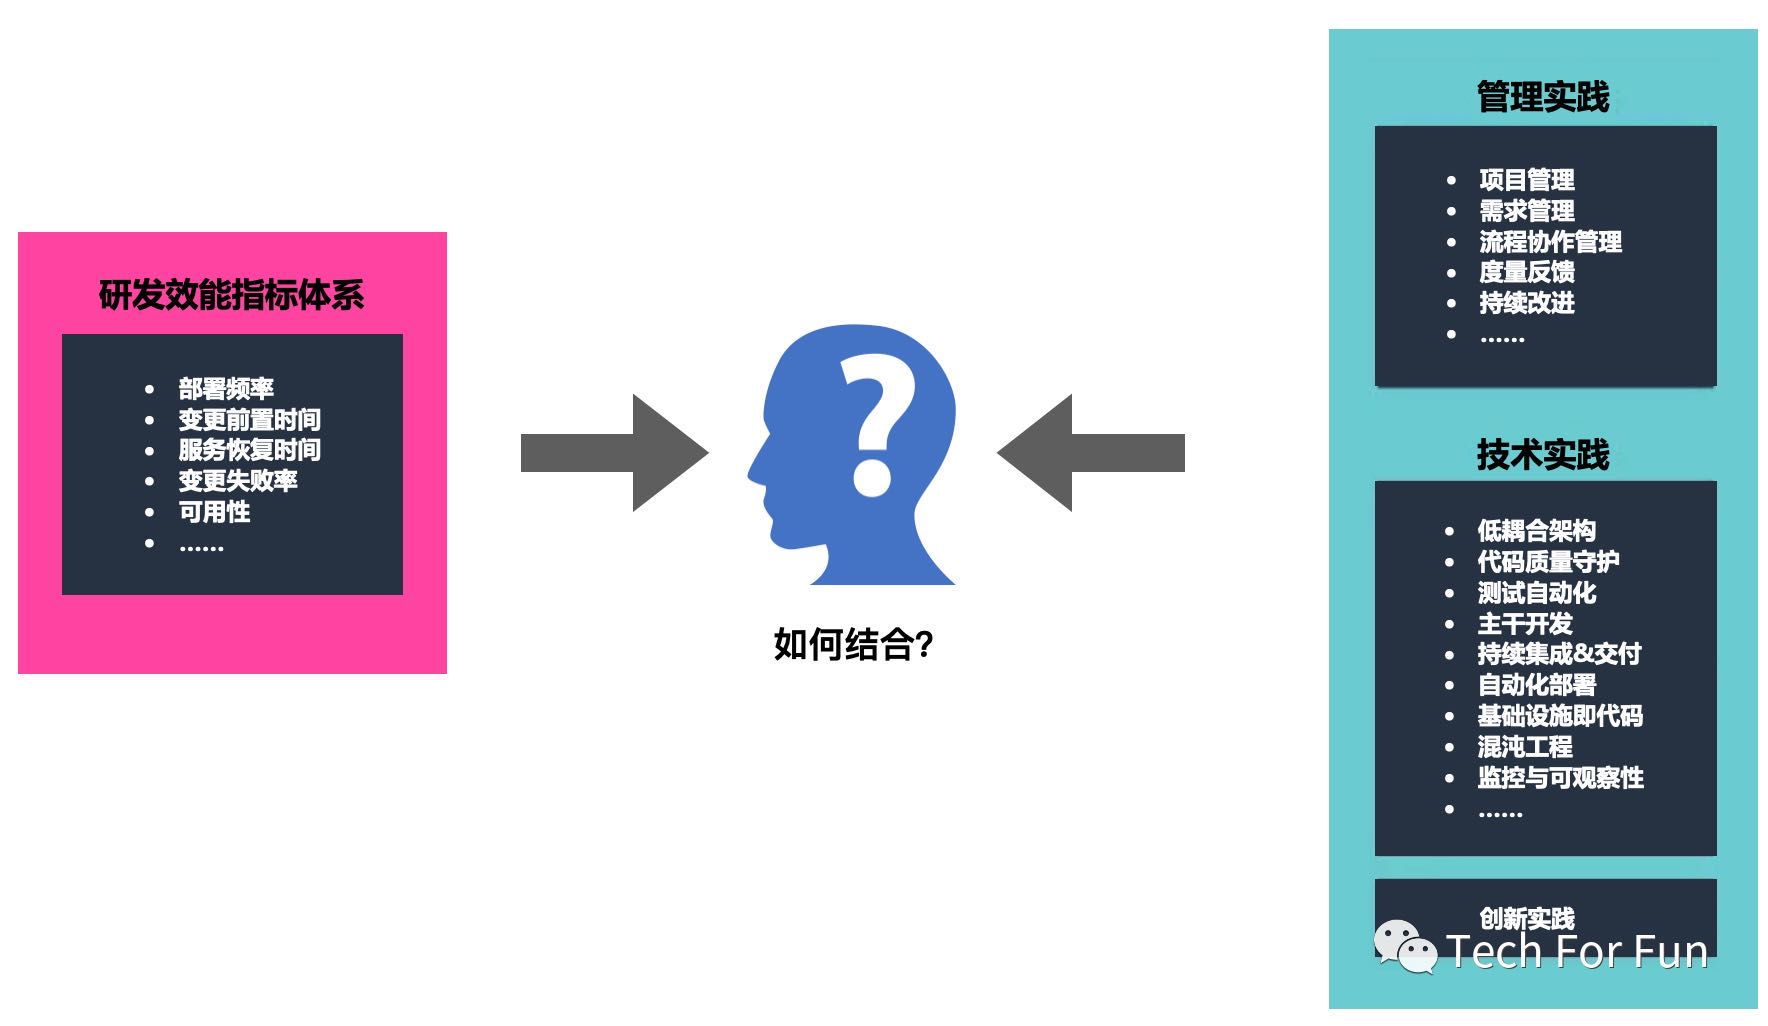 研发效能指标体系
• 部署频率
• 变更前置时间
• 服务恢复时间
• 变更失败率
• 可用性
• ……
?
如何结合?
管理实践
• 项目管理
• 需求管理
• 流程协作管理
• 度量反馈
• 持续改进
• ……
技术实践
• 低耦合架构
• 代码质量守护
• 测试自动化
• 主干开发
• 持续集成&交付
• 自动化部署
• 基础设施即代码
• 混沌工程
• 监控与可观察性
• ……
创新实践
Tech For Fun